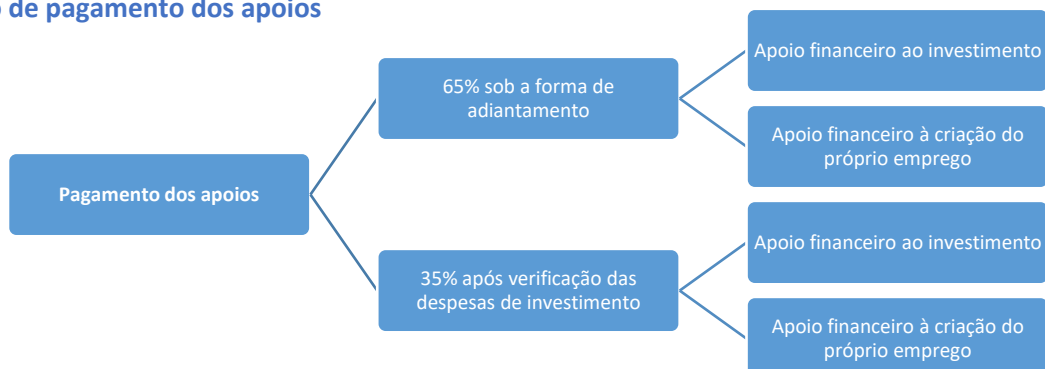 de pagamento dos apoios
Pagamento dos apoios
65% sob a forma de
adiantamento
Apoio financeiro ao investimento
Apoio financeiro à criação do
próprio emprego
35% após verificação das
despesas de investimento
Apoio financeiro ao investimento
Apoio financeiro à criação do
próprio emprego